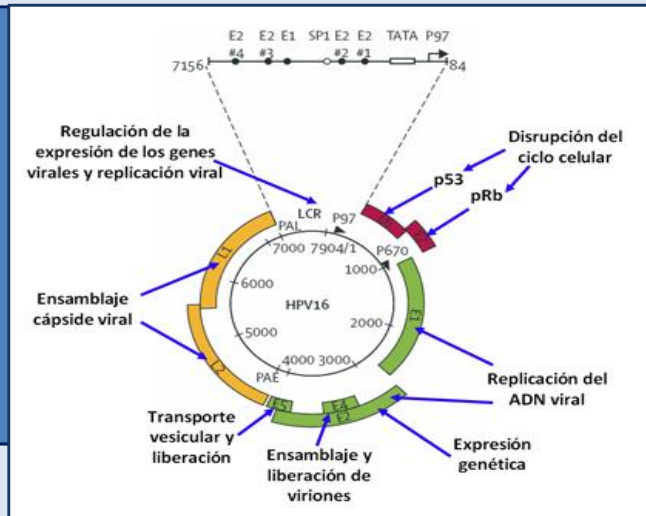 E2 E2 E1 SP1 E2 E2 TATA P97
#4 #3 #2 #1
7156 84
Regulación de la
expresión de los genes
virales y replicación viral
Disrupción del
ciclo celular
p53
pRb
LCR
P97
PAL
7904/1
7000
P670
1000
L1
6000
HPV16
E1
Ensamblaje
cápside viral
5000
2000
L2
4000
3000
PAE
Replicación del
ADN viral
E5
E4
E2
Transporte
vesicular y
liberación
Ensamblaje y
liberación de
viriones
Expresión
genética